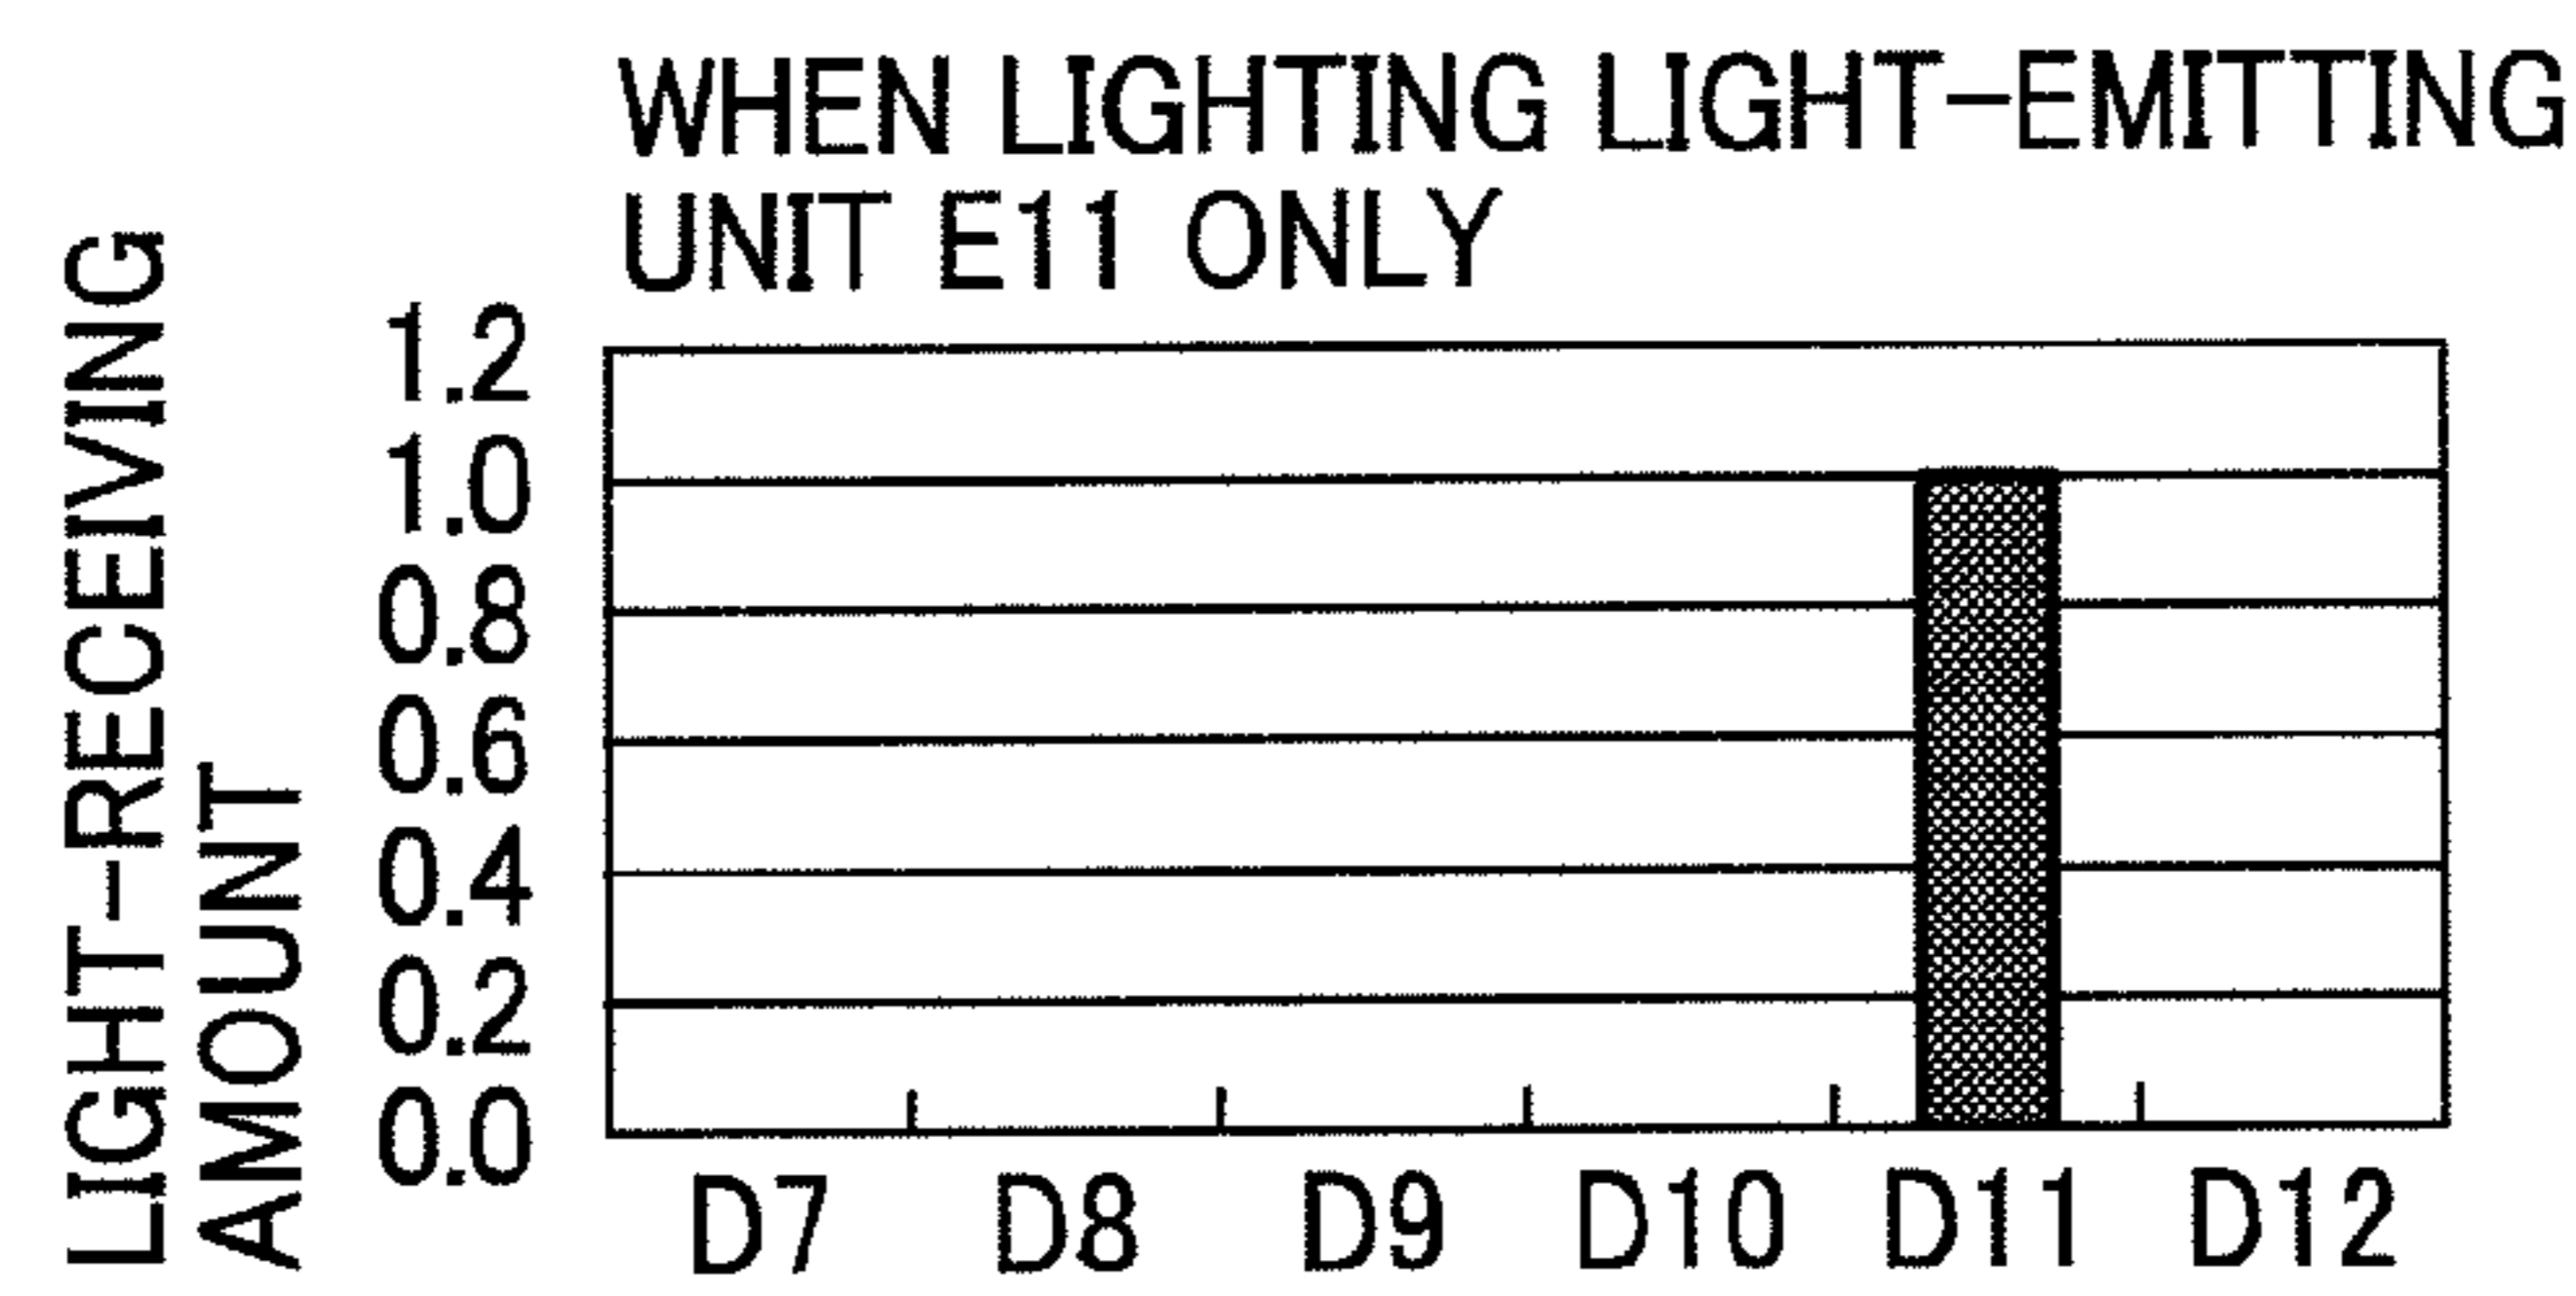 WHEN LIGHTING LIGHT-EMITTING
UNIT E11 ONLY
LIGHT-RECEIVING
AMOUNT
1.2
1.0
0.8
0.6
0.4
0.2
0.0
D7 D8 D9 D10 D11 D12